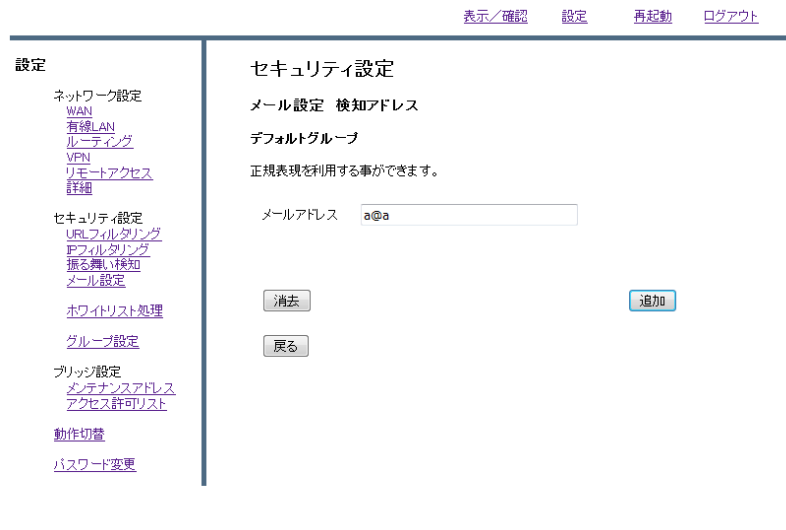 表示／確認 設定 再起動 ログアウト
設定
ネットワーク設定
WAN
有線LAN
ルーティング
VPN
リモートアクセス
詳細
セキュリティ設定
URLフィルタリング
IPフィルタリング
振る舞い検知
メール設定
ホワイトリスト処理
グループ設定
ブリッジ設定
メンテナンスアドレス
アクセス許可リスト
動作切替
パスワード変更
セキュリティ設定
メール設定 検知アドレス
デフォルトグループ
正規表現を利用する事ができます。
メールアドレス a@a
消去 追加
戻る